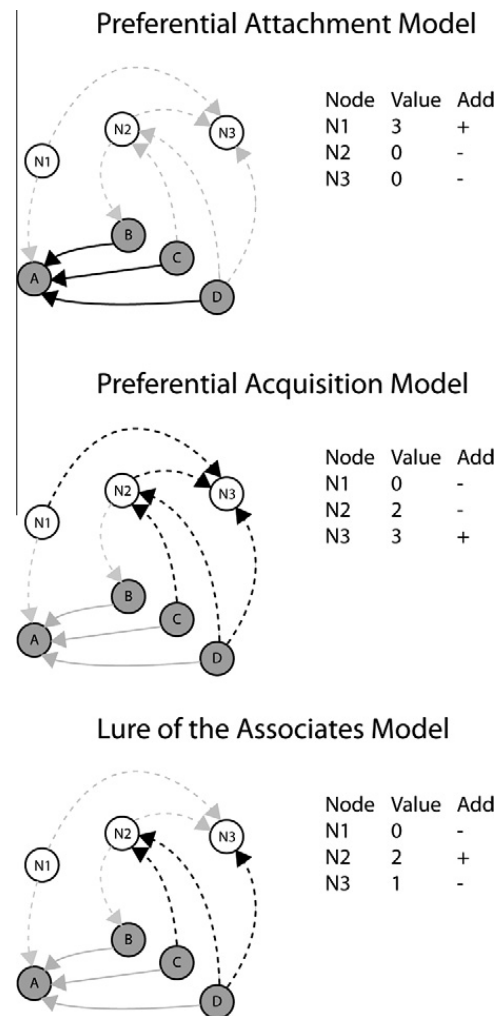 Preferential Attachment Model
Node Value Add
N1 3 +
N2 0 -
N3 0 -
N1
N2
N3
B
C
A
D
Preferential Acquisition Model
Node Value Add
N1 0 -
N2 2 -
N3 3 +
N1
N2
N3
B
C
A
D
Lure of the Associates Model
Node Value Add
N1 0 -
N2 2 +
N3 1 -
N1
N2
N3
B
C
A
D